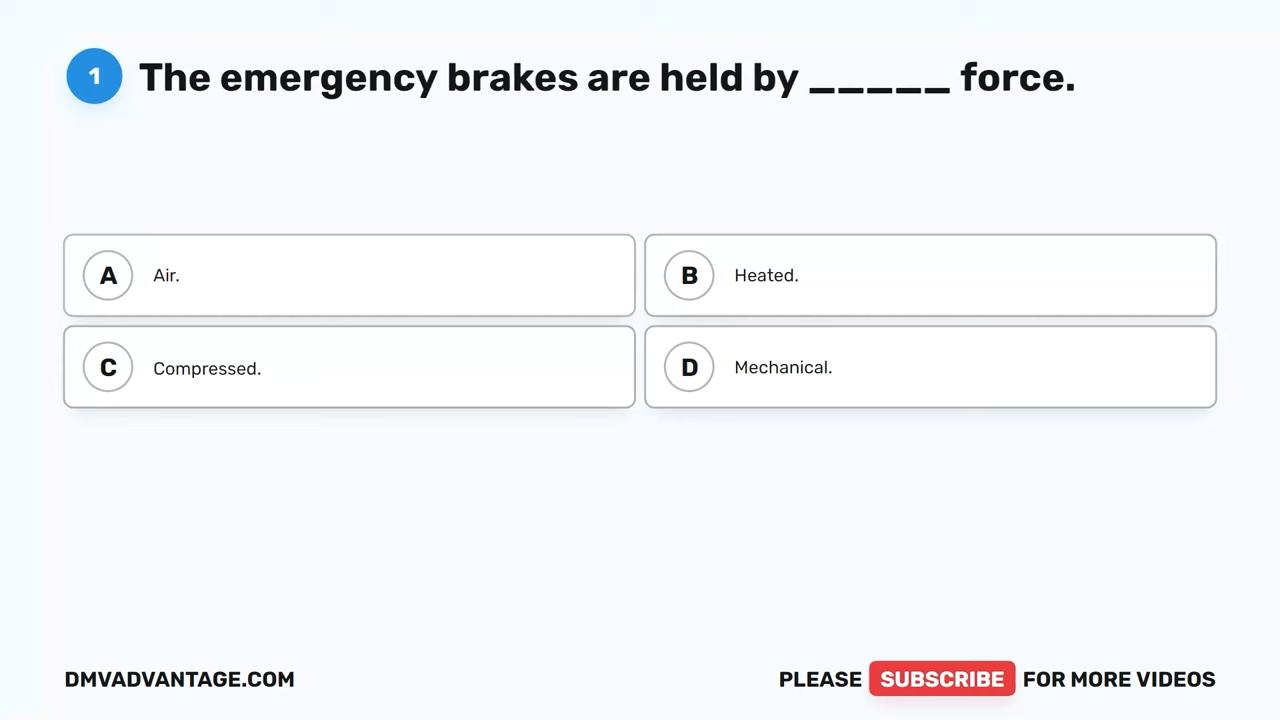 1 The emergency brakes are held by _____ force.
A Air.
B Heated.
C Compressed.
D Mechanical.
DMVADVANTAGE.COM
PLEASE SUBSCRIBE FOR MORE VIDEOS